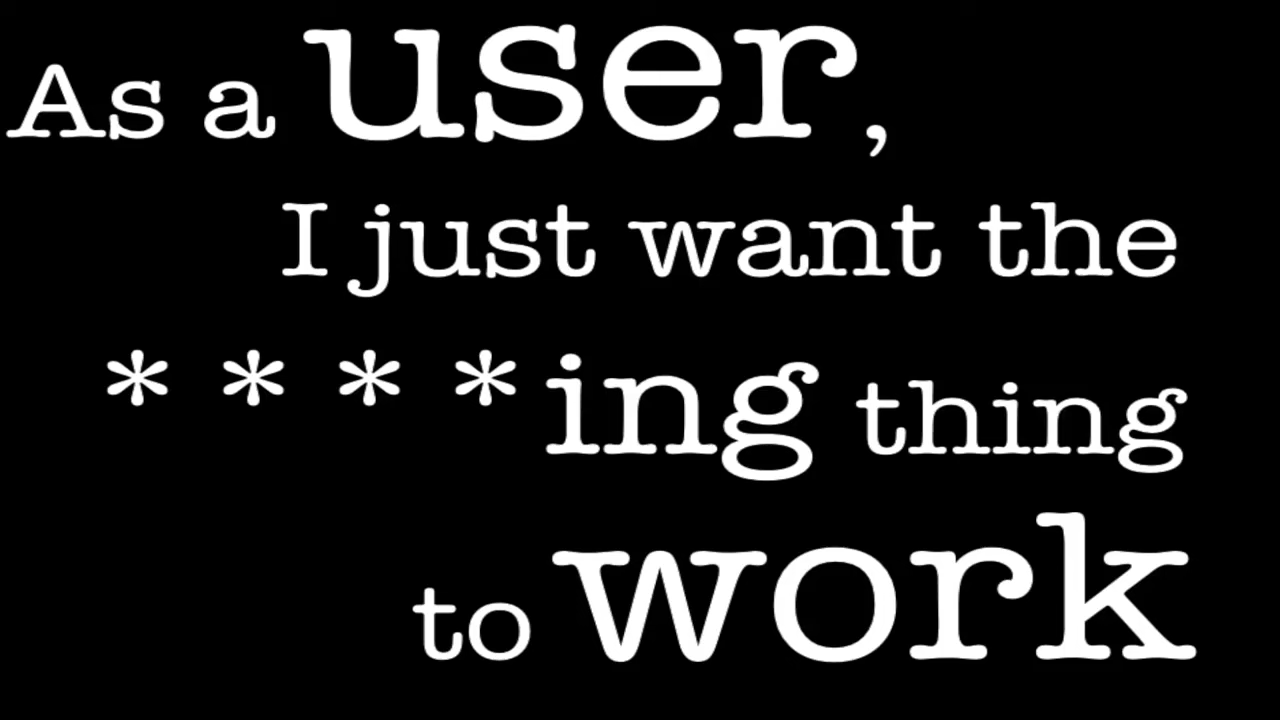 As a user,
I just want the
* * * *ing thing
to work